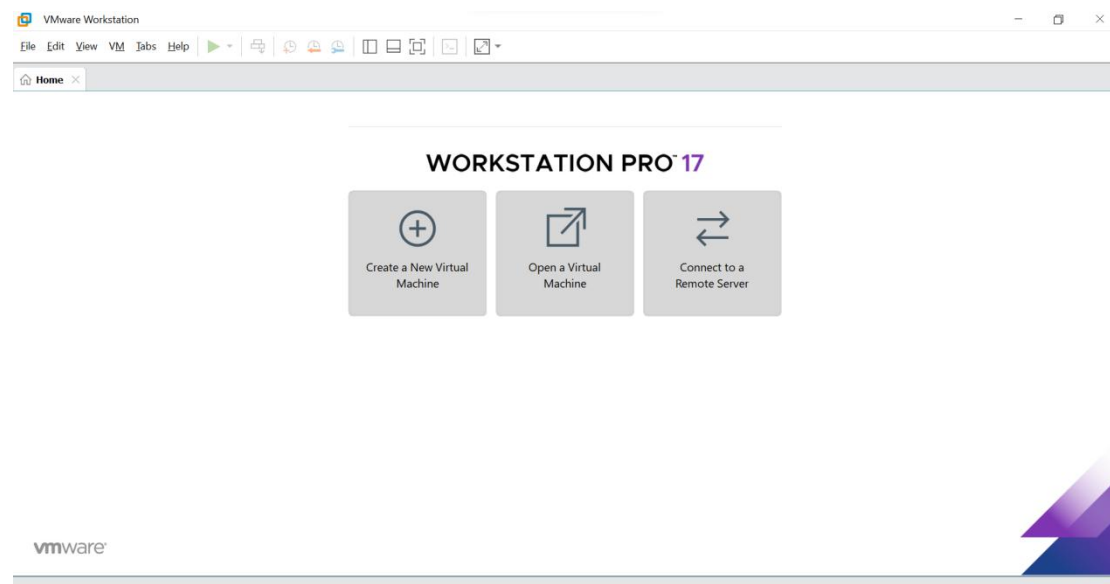 VMware Workstation
File Edit View VM Tabs Help
Home
WORKSTATION PRO™ 17
Create a New Virtual
Machine
Open a Virtual
Machine
Connect to a
Remote Server
vmware®